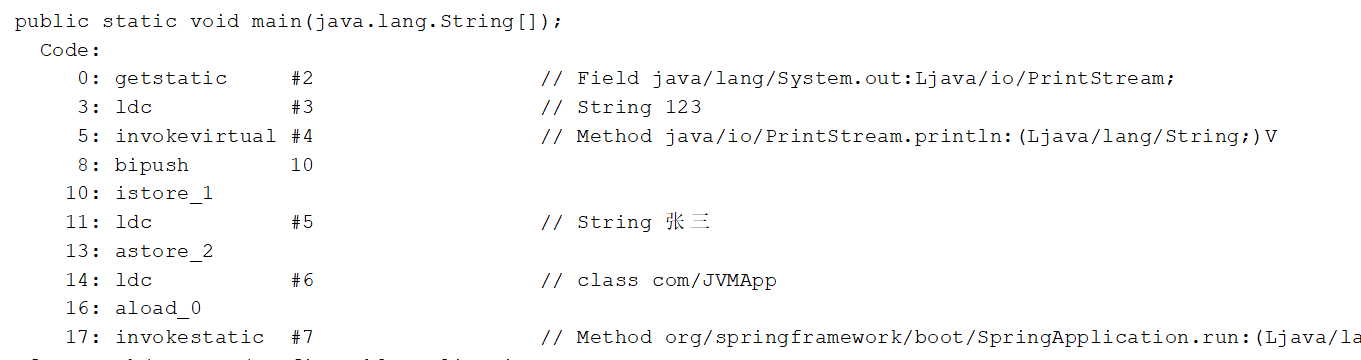 public static void main(java.lang.String[]);
Code:
0: getstatic #2 // Field java/lang/System.out:Ljava/io/PrintStream;
3: ldc #3 // String 123
5: invokevirtual #4 // Method java/io/PrintStream.println:(Ljava/lang/String;)V
8: bipush 10
10: istore_1
11: ldc #5 // String 张三
13: astore_2
14: ldc #6 // class com/JVMApp
16: aload_0
17: invokestatic #7 // Method org/springframework/boot/SpringApplication.run:(Ljava/la